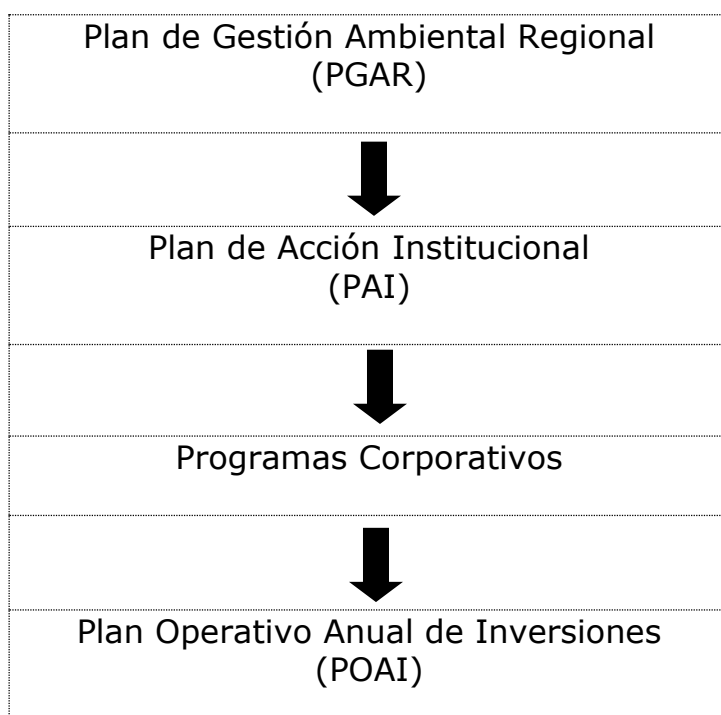 Plan de Gestión Ambiental Regional
(PGAR)
Plan de Acción Institucional
(PAI)
Programas Corporativos
Plan Operativo Anual de Inversiones
(POAI)